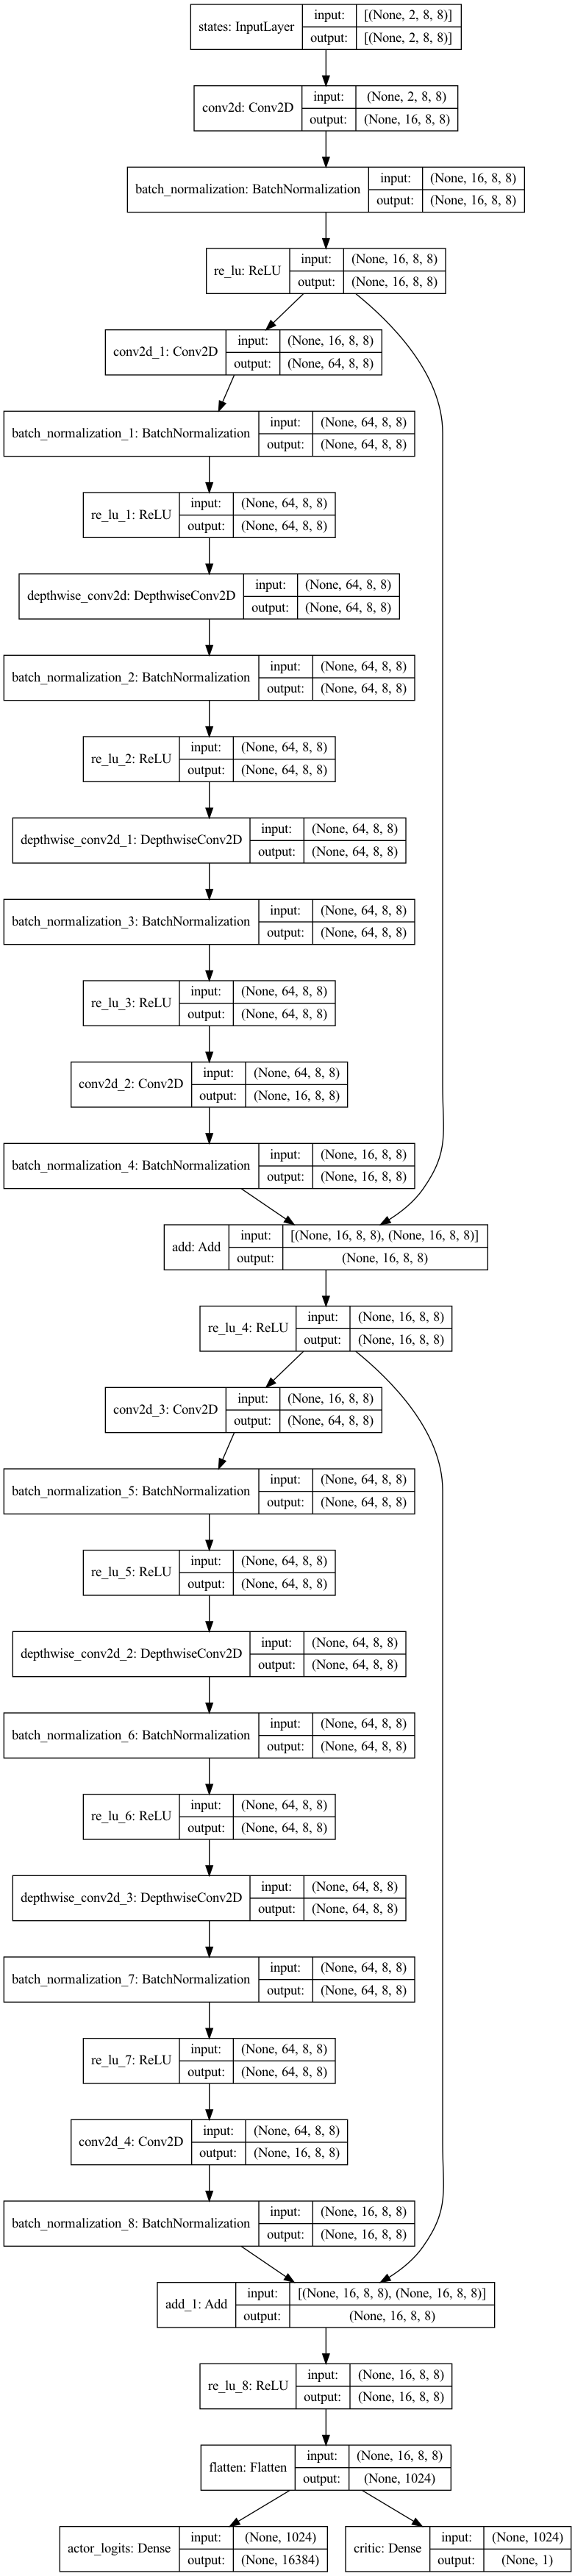 states: InputLayer
input:
[(None, 2, 8, 8)]
output:
[(None, 2, 8, 8)]
conv2d: Conv2D
input:
(None, 2, 8, 8)
output:
(None, 16, 8, 8)
batch_normalization: BatchNormalization
input:
(None, 16, 8, 8)
output:
(None, 16, 8, 8)
re_lu: ReLU
input:
(None, 16, 8, 8)
output:
(None, 16, 8, 8)
conv2d_1: Conv2D
input:
(None, 16, 8, 8)
output:
(None, 64, 8, 8)
batch_normalization_1: BatchNormalization
input:
(None, 64, 8, 8)
output:
(None, 64, 8, 8)
re_lu_1: ReLU
input:
(None, 64, 8, 8)
output:
(None, 64, 8, 8)
depthwise_conv2d: DepthwiseConv2D
input:
(None, 64, 8, 8)
output:
(None, 64, 8, 8)
batch_normalization_2: BatchNormalization
input:
(None, 64, 8, 8)
output:
(None, 64, 8, 8)
re_lu_2: ReLU
input:
(None, 64, 8, 8)
output:
(None, 64, 8, 8)
depthwise_conv2d_1: DepthwiseConv2D
input:
(None, 64, 8, 8)
output:
(None, 64, 8, 8)
batch_normalization_3: BatchNormalization
input:
(None, 64, 8, 8)
output:
(None, 64, 8, 8)
re_lu_3: ReLU
input:
(None, 64, 8, 8)
output:
(None, 64, 8, 8)
conv2d_2: Conv2D
input:
(None, 64, 8, 8)
output:
(None, 16, 8, 8)
batch_normalization_4: BatchNormalization
input:
(None, 16, 8, 8)
output:
(None, 16, 8, 8)
add: Add
input:
[(None, 16, 8, 8), (None, 16, 8, 8)]
output:
(None, 16, 8, 8)
re_lu_4: ReLU
input:
(None, 16, 8, 8)
output:
(None, 16, 8, 8)
conv2d_3: Conv2D
input:
(None, 16, 8, 8)
output:
(None, 64, 8, 8)
batch_normalization_5: BatchNormalization
input:
(None, 64, 8, 8)
output:
(None, 64, 8, 8)
re_lu_5: ReLU
input:
(None, 64, 8, 8)
output:
(None, 64, 8, 8)
depthwise_conv2d_2: DepthwiseConv2D
input:
(None, 64, 8, 8)
output:
(None, 64, 8, 8)
batch_normalization_6: BatchNormalization
input:
(None, 64, 8, 8)
output:
(None, 64, 8, 8)
re_lu_6: ReLU
input:
(None, 64, 8, 8)
output:
(None, 64, 8, 8)
depthwise_conv2d_3: DepthwiseConv2D
input:
(None, 64, 8, 8)
output:
(None, 64, 8, 8)
batch_normalization_7: BatchNormalization
input:
(None, 64, 8, 8)
output:
(None, 64, 8, 8)
re_lu_7: ReLU
input:
(None, 64, 8, 8)
output:
(None, 64, 8, 8)
conv2d_4: Conv2D
input:
(None, 64, 8, 8)
output:
(None, 16, 8, 8)
batch_normalization_8: BatchNormalization
input:
(None, 16, 8, 8)
output:
(None, 16, 8, 8)
add_1: Add
input:
[(None, 16, 8, 8), (None, 16, 8, 8)]
output:
(None, 16, 8, 8)
re_lu_8: ReLU
input:
(None, 16, 8, 8)
output:
(None, 16, 8, 8)
flatten: Flatten
input:
(None, 16, 8, 8)
output:
(None, 1024)
actor_logits: Dense
input:
(None, 1024)
output:
(None, 16384)
critic: Dense
input:
(None, 1024)
output:
(None, 1)